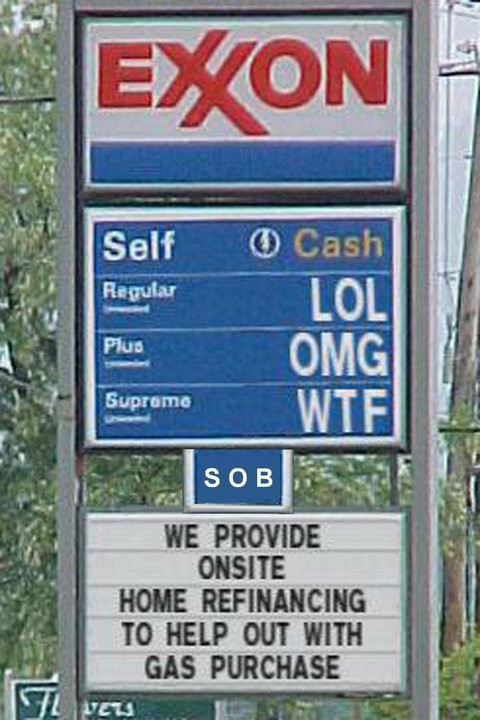 EXXON
Self Cash
Regular LOL
Plus OMG
Supreme WTF
S O B
WE PROVIDE
ONSITE
HOME REFINANCING
TO HELP OUT WITH
GAS PURCHASE